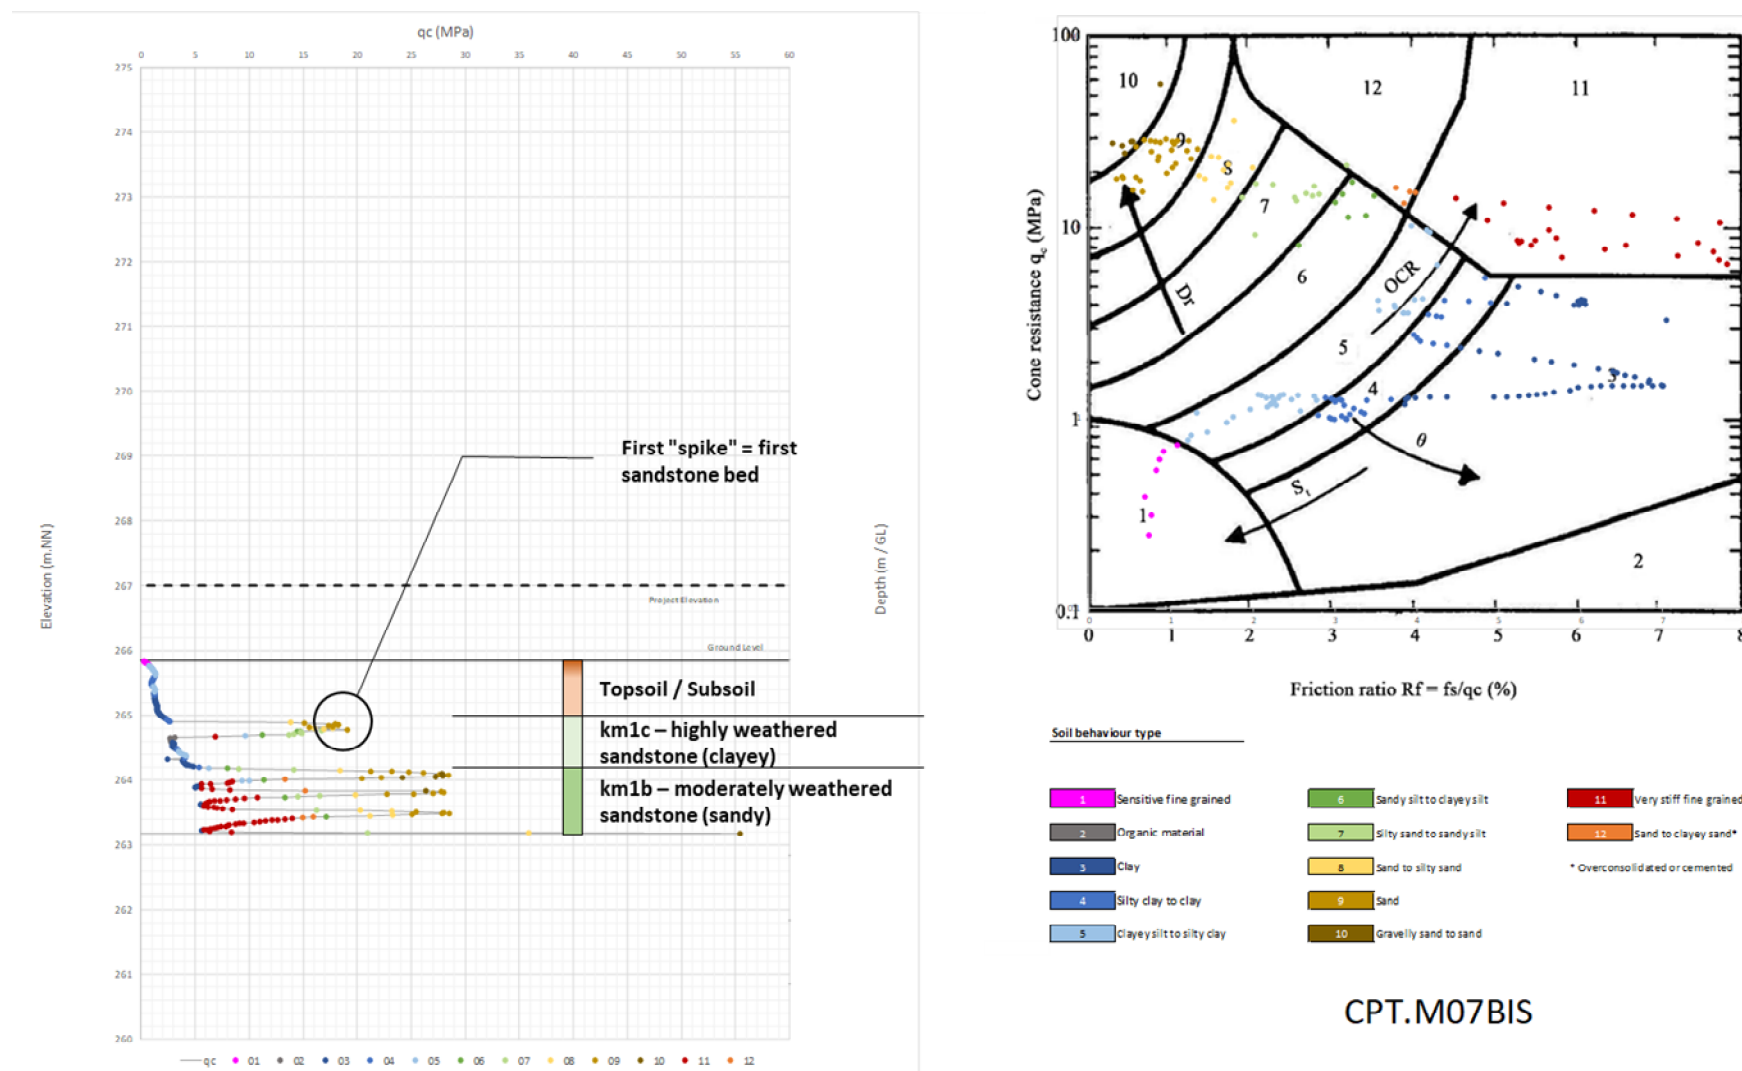 qc (MPa)
0 5 10 15 20 25 30 35 40 45 50 55 60
275
274
273
272
271
270
269
268
267
266
265
264
263
262
261
260
Elevation (m.NN)
Depth (m / GL)
First "spike" = first
sandstone bed
Project Elevation
Ground Level
Topsoil / Subsoil
km1c – highly weathered
sandstone (clayey)
km1b – moderately weathered
sandstone (sandy)
qc 01 02 03 04 05 06 07 08 09 10 11 12
Cone resistance qc (MPa)
100
10
1
0.1
10
9
S
7
12
11
6
5
4
3
1
2
Dr
OCR
θ
St
0 1 2 3 4 5 6 7 8
0 1 2 3 4 5 6 7 8
Friction ratio Rf = fs/qc (%)
Soil behaviour type
1 Sensitive fine grained
2 Organic material
3 Clay
4 Silty clay to clay
5 Clayey silt to silty clay
6 Sandy silt to clayey silt
7 Silty sand to sandy silt
8 Sand to silty sand
9 Sand
10 Gravelly sand to sand
11 Very stiff fine grained
12 Sand to clayey sand*
* Overconsolidated or cemented
CPT.M07BIS